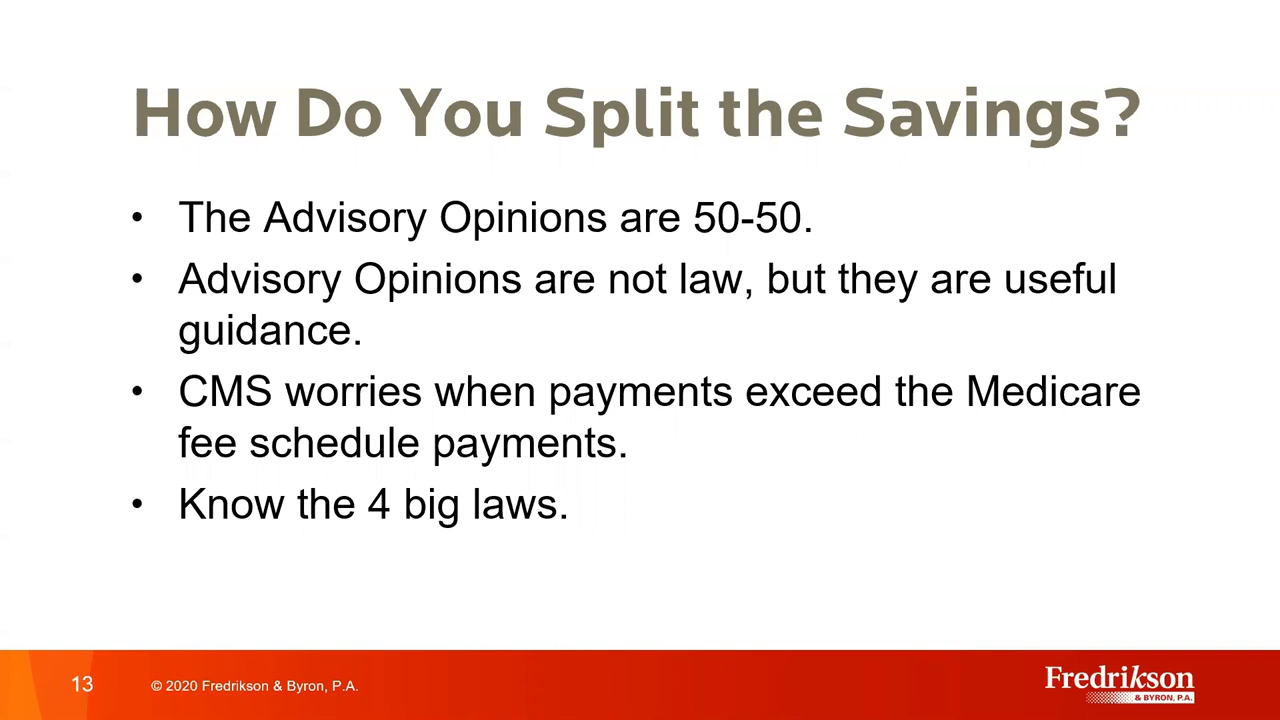 How Do You Split the Savings?
• The Advisory Opinions are 50-50.
• Advisory Opinions are not law, but they are useful
guidance.
• CMS worries when payments exceed the Medicare
fee schedule payments.
• Know the 4 big laws.
13
© 2020 Fredrikson & Byron, P.A.
Fredrikson
& BYRON, P.A.